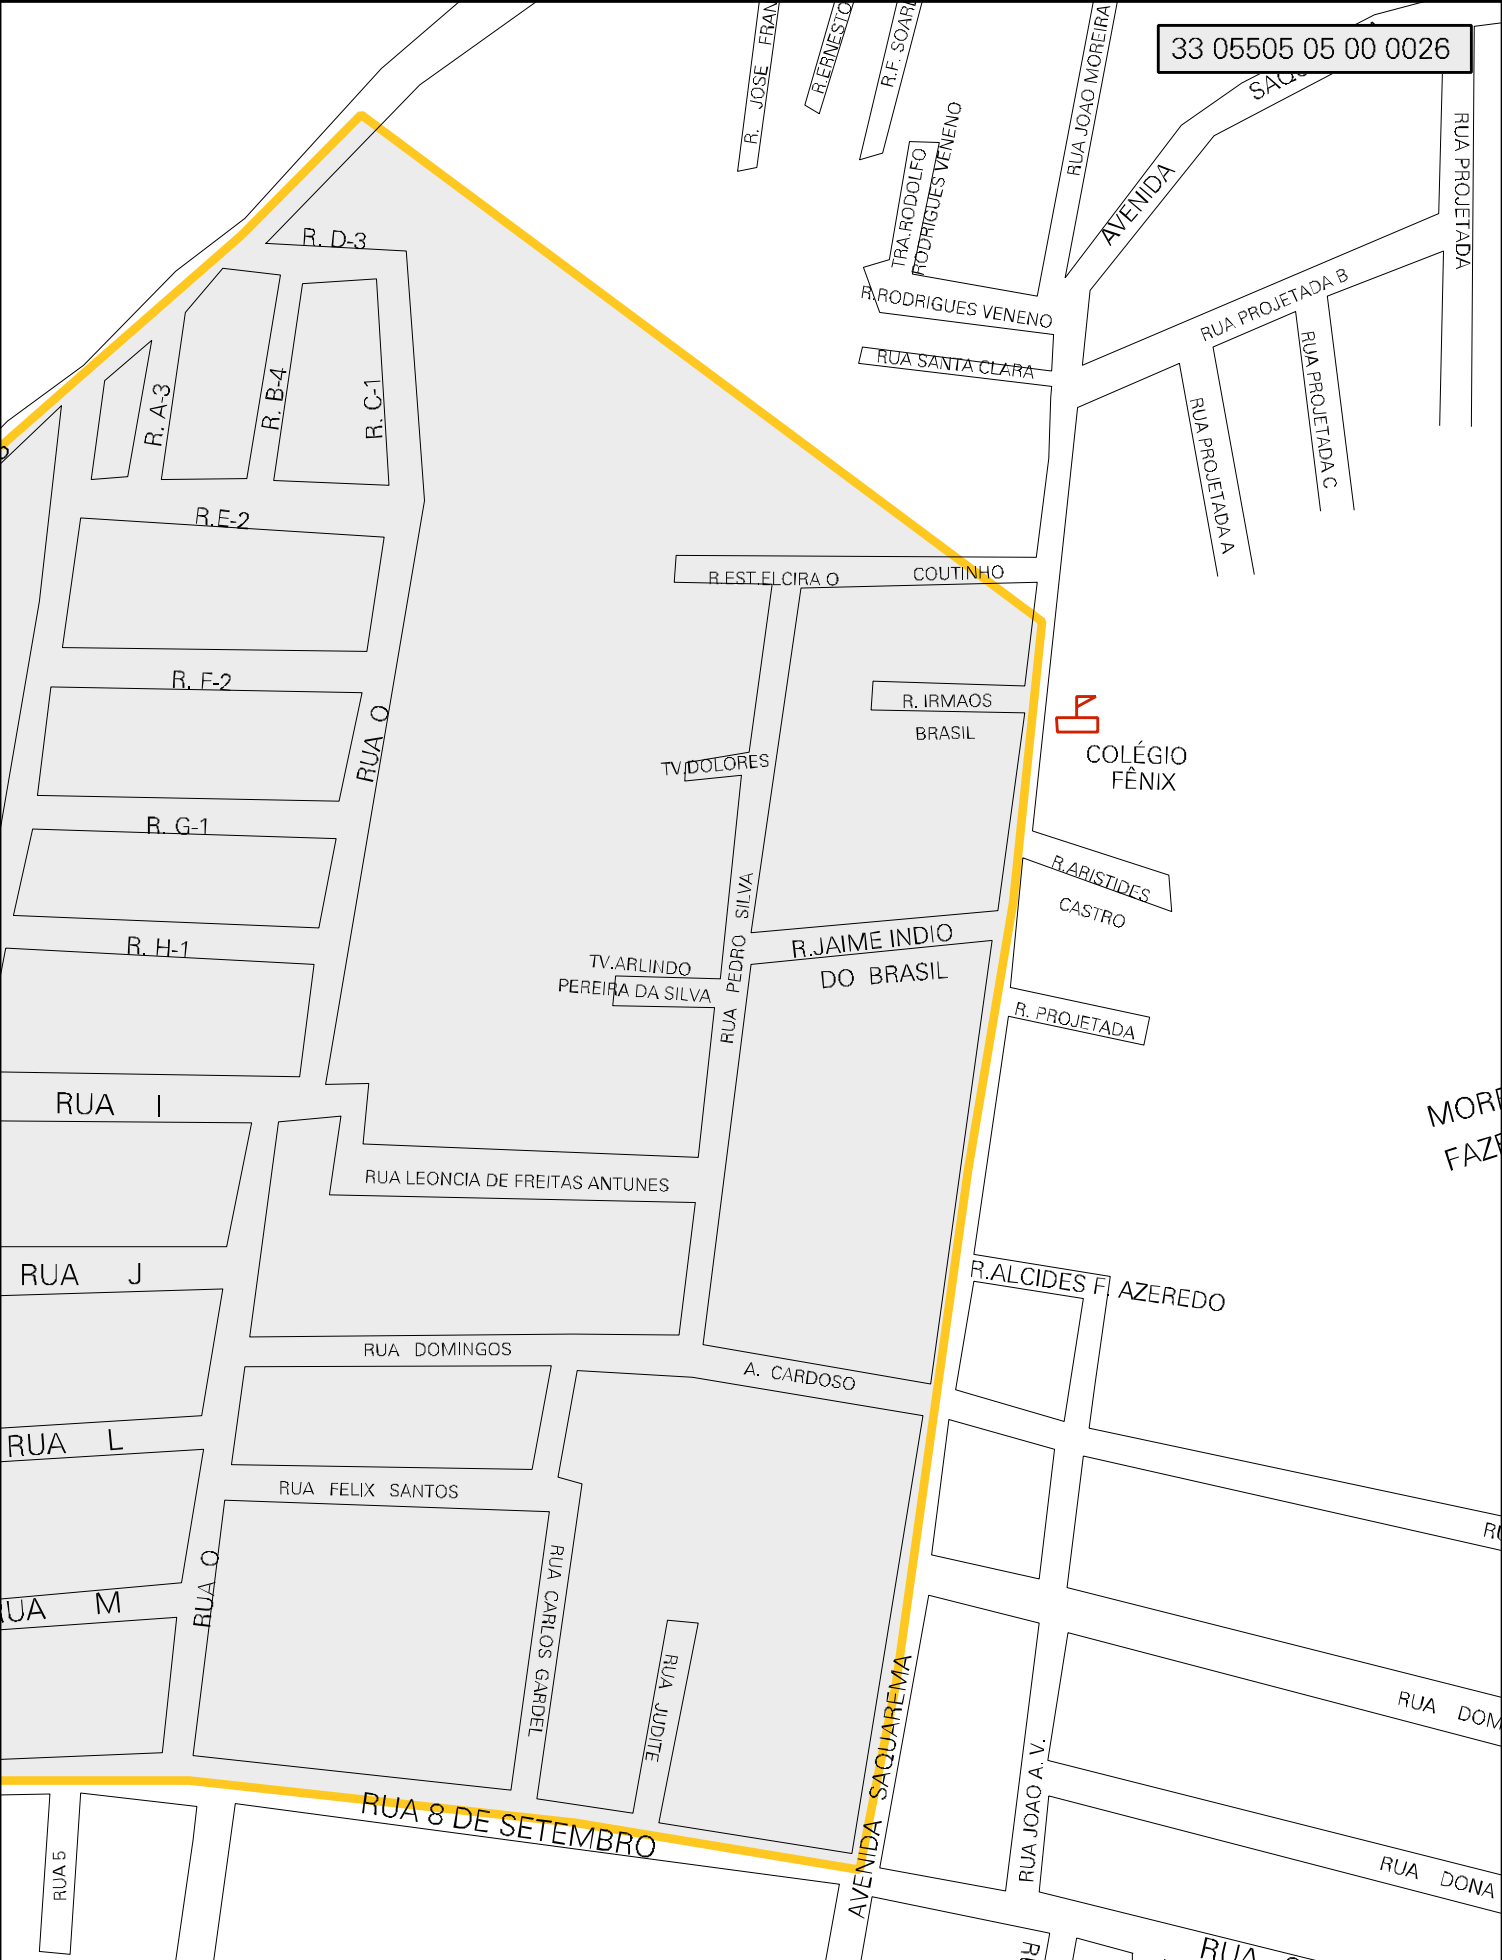 33 05505 05 00 0026
R. JOSE FRAN
R.ERNESTO
R.F. SOAR
RUA JOAO MOREIRA
AVENIDA
RUA PROJETADA
TRA.RODOLFO
RODRIGUES VENENO
R. D-3
R.RODRIGUES VENENO
RUA PROJETADA B
RUA SANTA CLARA
RUA PROJETADA C
RUA PROJETADA A
R. A-3
R. B-4
R. C-1
R.E-2
R.EST.ELCIRA O COUTINHO
R. F-2
R. IRMAOS
BRASIL
RUA O
TV.DOLORES
COLÉGIO
FÊNIX
R. G-1
R.ARISTIDES
CASTRO
RUA PEDRO SILVA
R. H-1
R.JAIME INDIO
DO BRASIL
TV.ARLINDO
PEREIRA DA SILVA
R. PROJETADA
RUA I
MORR
FAZE
RUA LEONCIA DE FREITAS ANTUNES
RUA J
R.ALCIDES F. AZEREDO
RUA DOMINGOS
A. CARDOSO
RUA L
RUA FELIX SANTOS
RUA O
RUA CARLOS GARDEL
RUA M
RUA JUDITE
AVENIDA SAQUAREMA
RUA DOM
RUA JOAO A. V.
RUA 8 DE SETEMBRO
RUA 5
RUA DONA
RUA